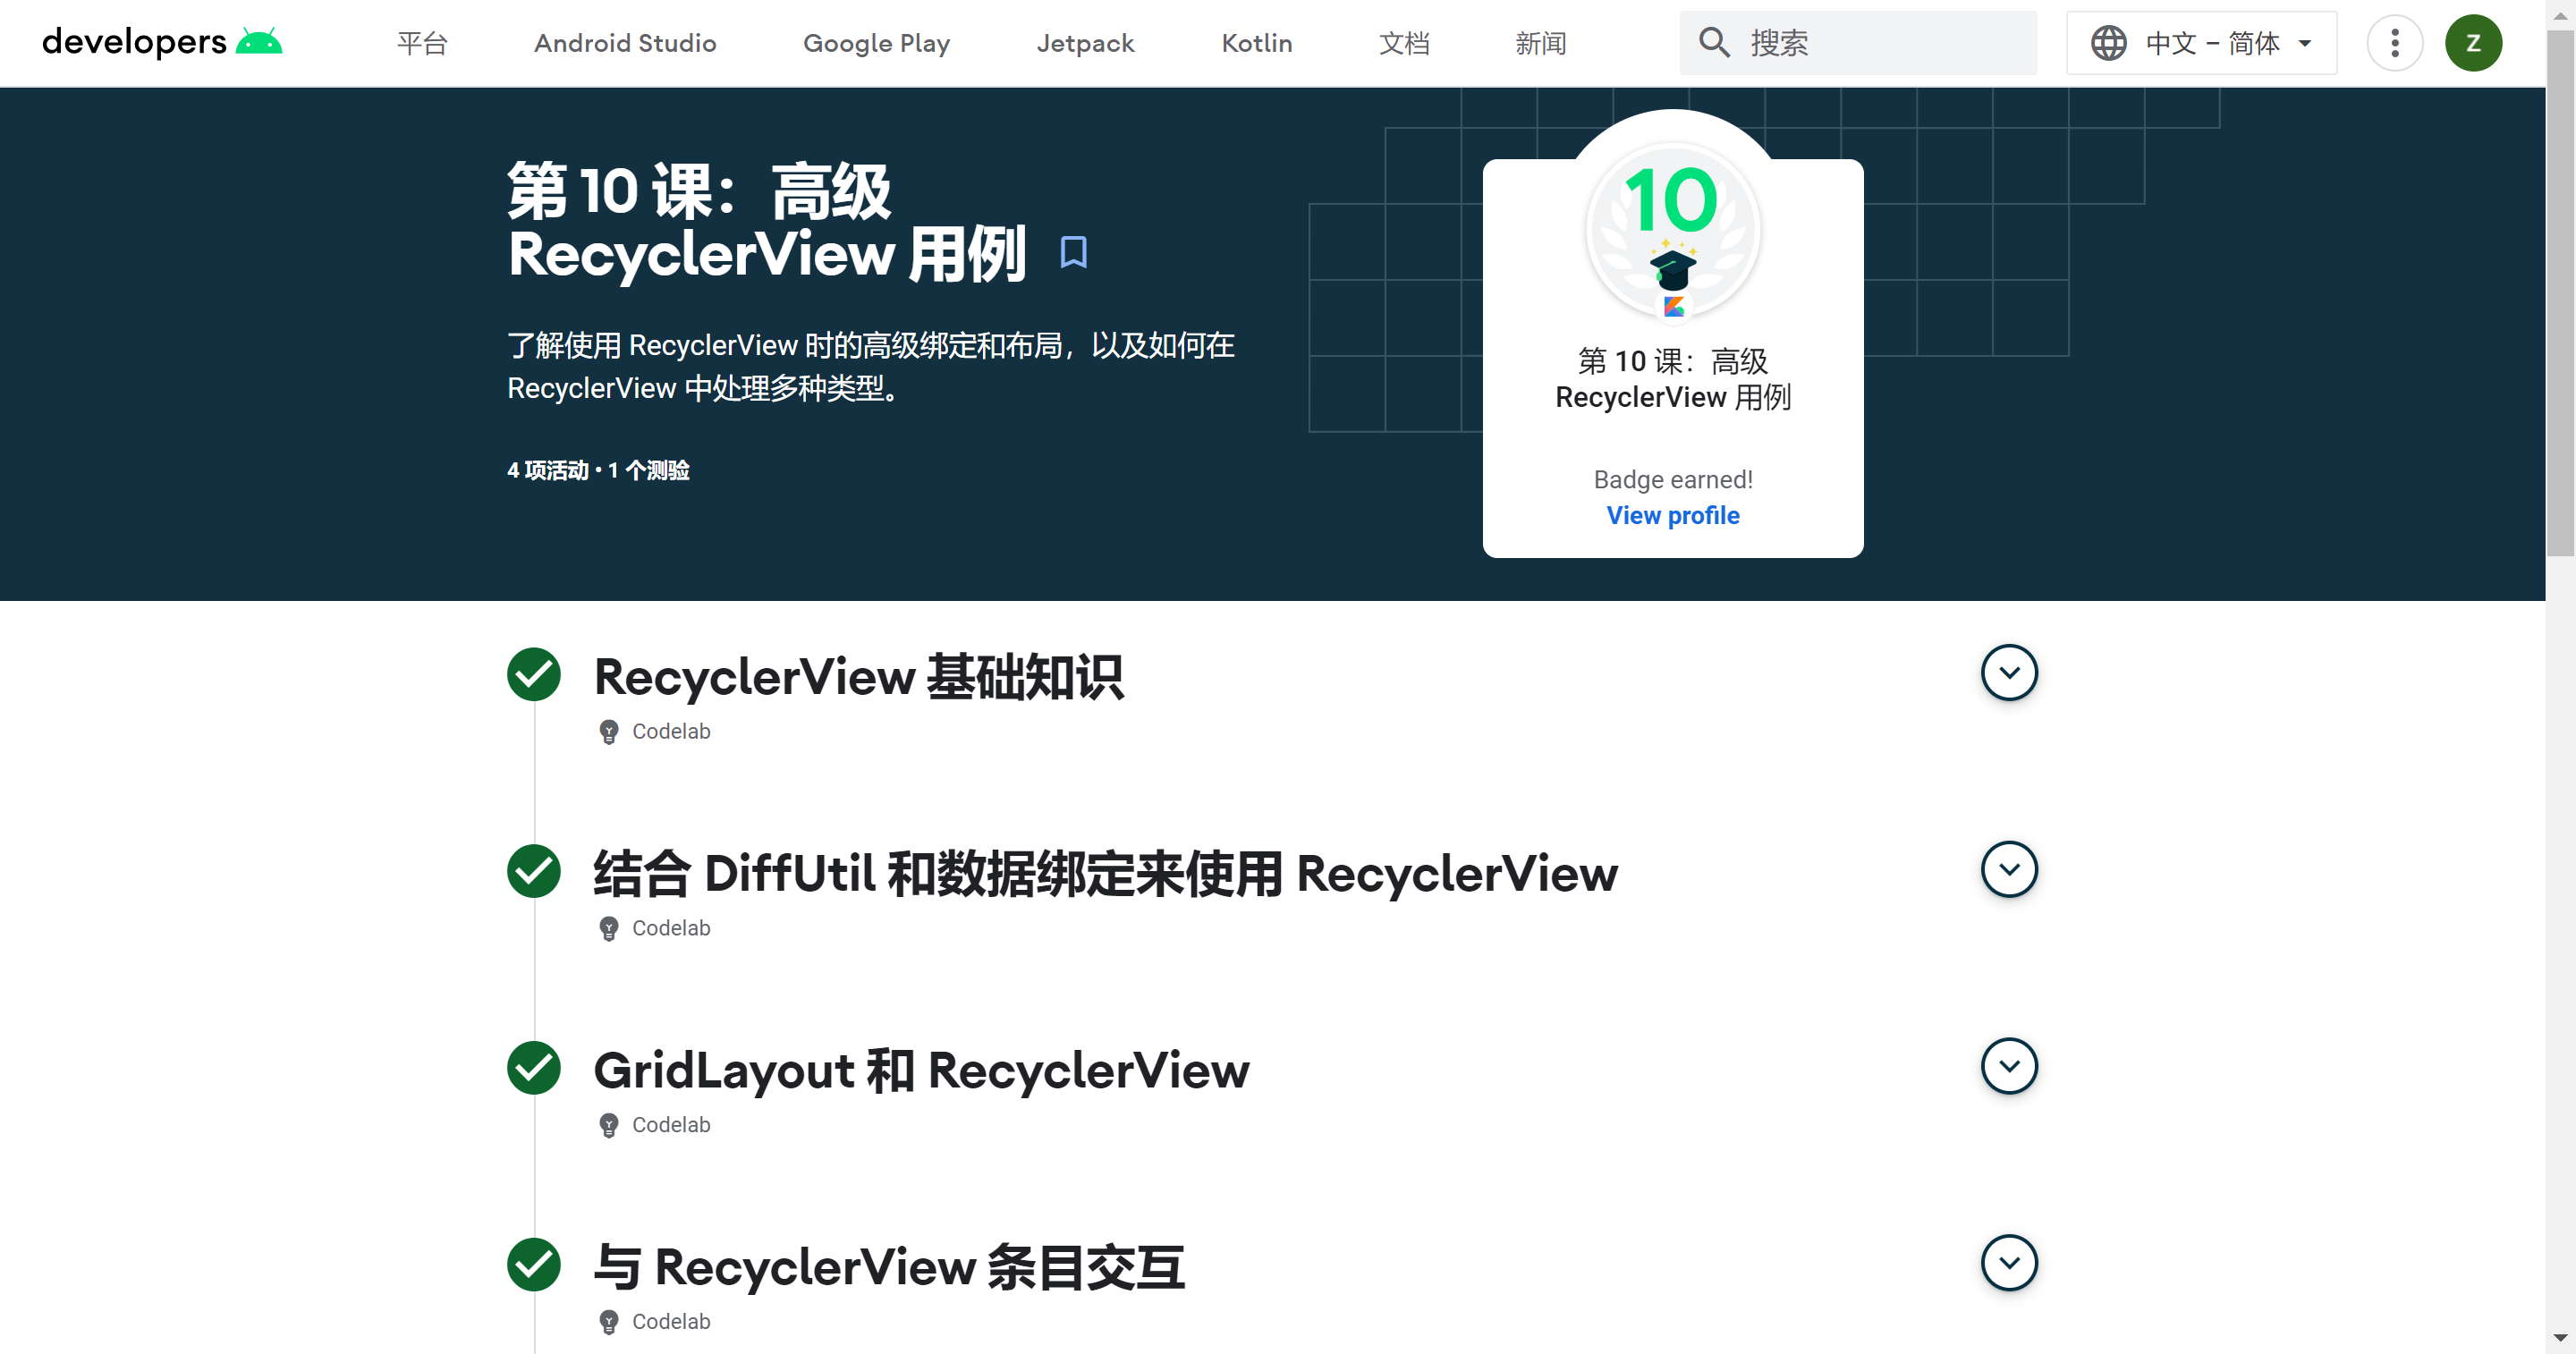 developers
平台
Android Studio
Google Play
Jetpack
Kotlin
文档
新闻
搜索
中文 – 简体
Z
第 10 课：高级
RecyclerView 用例
了解使用 RecyclerView 时的高级绑定和布局，以及如何在
RecyclerView 中处理多种类型。
4 项活动 • 1 个测验
10
第 10 课：高级
RecyclerView 用例
Badge earned!
View profile
RecyclerView 基础知识
Codelab
结合 DiffUtil 和数据绑定来使用 RecyclerView
Codelab
GridLayout 和 RecyclerView
Codelab
与 RecyclerView 条目交互
Codelab